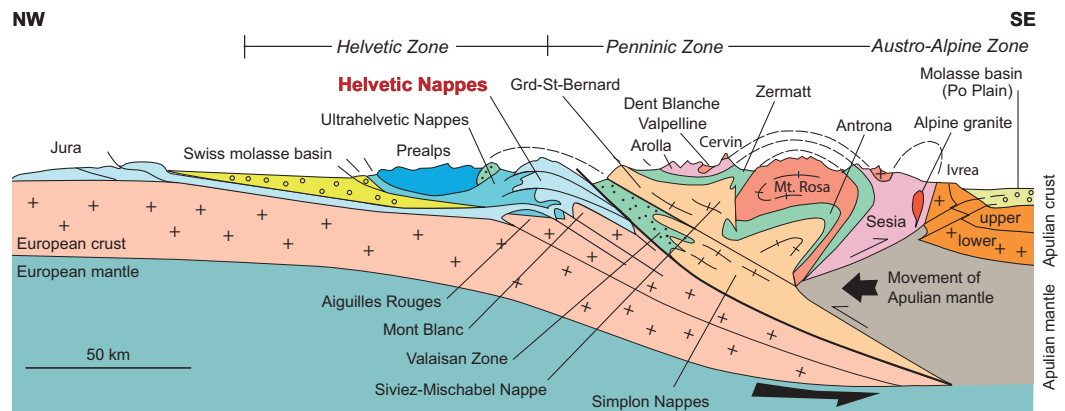 NW
SE
Helvetic Zone
Penninic Zone
Austro-Alpine Zone
Helvetic Nappes
Grd-St-Bernard
Molasse basin
(Po Plain)
Zermatt
Dent Blanche
Ultrahelvetic Nappes
Valpelline
Antrona
Alpine granite
Jura
Swiss molasse basin
Prealps
Arolla
Cervin
Ivrea
Mt. Rosa
Sesia
upper
lower
European crust
European mantle
Apulian crust
Movement of
Apulian mantle
Apulian mantle
Aiguilles Rouges
Mont Blanc
50 km
Valaisan Zone
Siviez-Mischabel Nappe
Simplon Nappes